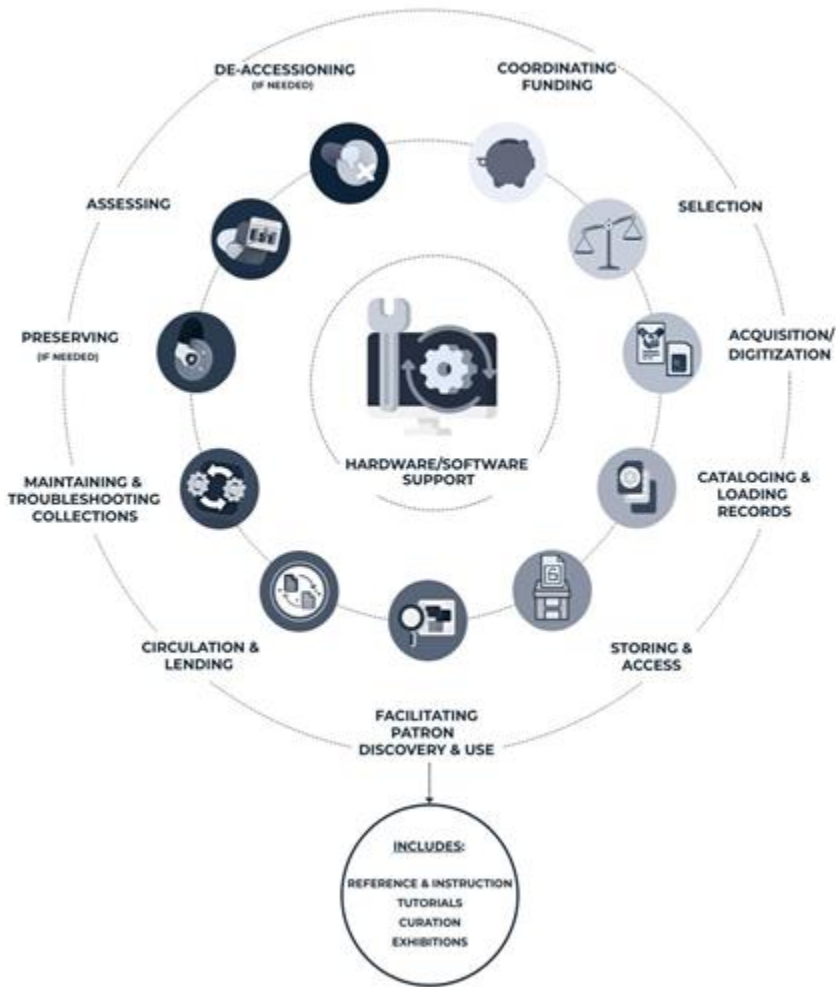 DE-ACCESSIONING
(IF NEEDED)
COORDINATING
FUNDING
ASSESSING
SELECTION
PRESERVING
(IF NEEDED)
ACQUISITION/
DIGITIZATION
HARDWARE/SOFTWARE
SUPPORT
MAINTAINING &
TROUBLESHOOTING
COLLECTIONS
CATALOGING &
LOADING
RECORDS
CIRCULATION &
LENDING
STORING &
ACCESS
FACILITATING
PATRON
DISCOVERY & USE
INCLUDES:
REFERENCE & INSTRUCTION
TUTORIALS
CURATION
EXHIBITIONS